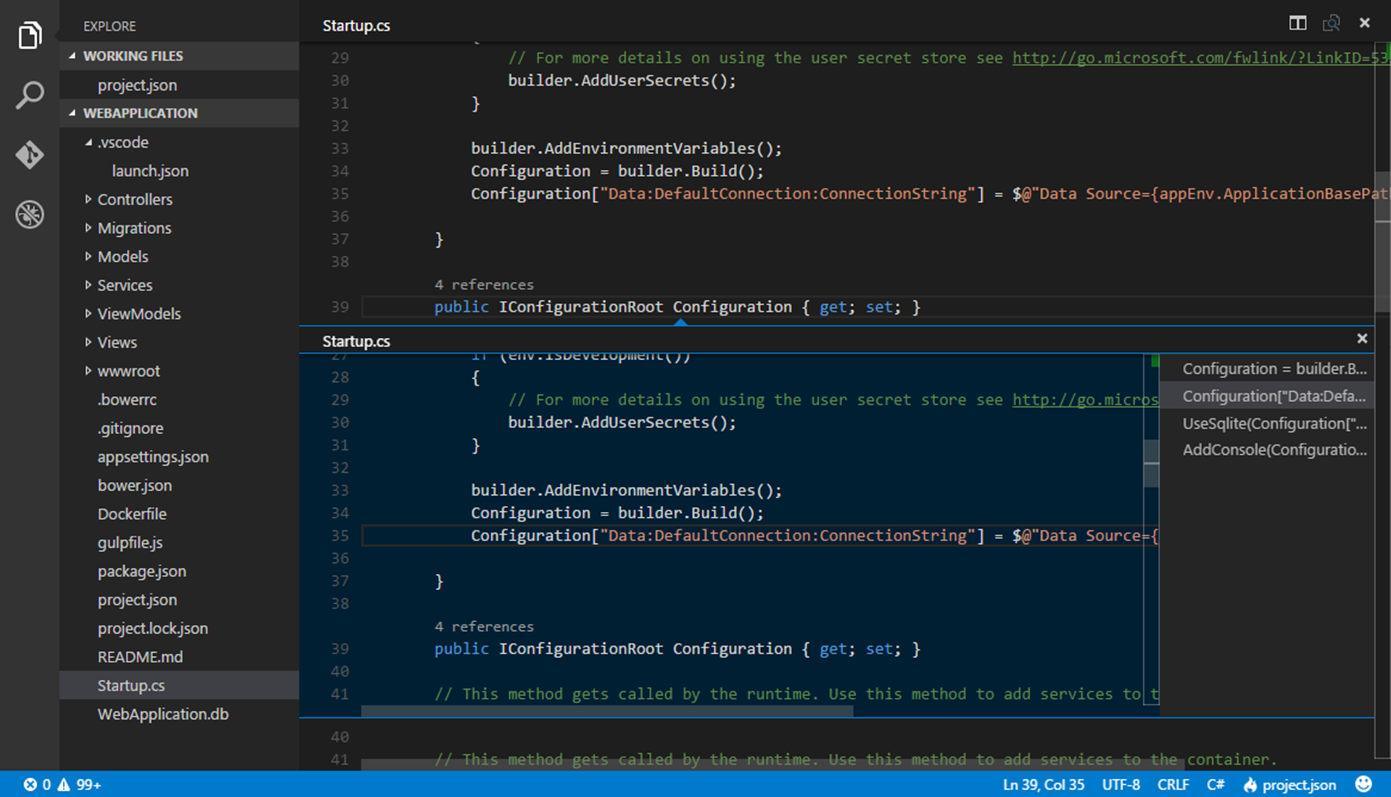 EXPLORE
WORKING FILES
project.json
WEBAPPLICATION
.vscode
launch.json
Controllers
Migrations
Models
Services
ViewModels
Views
wwwroot
.bowerrc
.gitignore
appsettings.json
bower.json
Dockerfile
gulpfile.js
package.json
project.json
project.lock.json
README.md
Startup.cs
WebApplication.db
Startup.cs
29 // For more details on using the user secret store see http://go.microsoft.com/fwlink/?LinkID=53
30 builder.AddUserSecrets();
31 }
32
33 builder.AddEnvironmentVariables();
34 Configuration = builder.Build();
35 Configuration["Data:DefaultConnection:ConnectionString"] = $@"Data Source={appEnv.ApplicationBasePat
36
37 }
38
4 references
39 public IConfigurationRoot Configuration { get; set; }
Startup.cs
27 if (env.IsDevelopment())
28 {
29 // For more details on using the user secret store see http://go.micros
30 builder.AddUserSecrets();
31 }
32
33 builder.AddEnvironmentVariables();
34 Configuration = builder.Build();
35 Configuration["Data:DefaultConnection:ConnectionString"] = $@"Data Source={
36
37 }
38
4 references
39 public IConfigurationRoot Configuration { get; set; }
40
41 // This method gets called by the runtime. Use this method to add services to t
Configuration = builder.B...
Configuration["Data:Defa...
UseSqlite(Configuration["...
AddConsole(Configuratio...
40
41 // This method gets called by the runtime. Use this method to add services to the container.
0 99+
Ln 39, Col 35 UTF-8 CRLF C# project.json